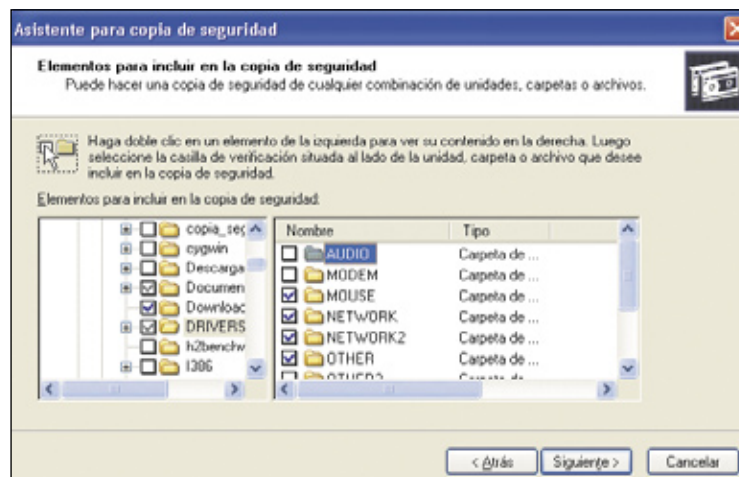 Asistente para copia de seguridad
Elementos para incluir en la copia de seguridad
Puede hacer una copia de seguridad de cualquier combinación de unidades, carpetas o archivos.
Haga doble clic en un elemento de la izquierda para ver su contenido en la derecha. Luego
seleccione la casilla de verificación situada al lado de la unidad, carpeta o archivo que desee
incluir en la copia de seguridad.
Elementos para incluir en la copia de seguridad:
copia_seg
cygwin
Descarga
Documen
Downloac
DRIVERS
h2benchw
I386
Nombre Tipo
AUDIO Carpeta de ...
MODEM Carpeta de ...
MOUSE Carpeta de ...
NETWORK Carpeta de ...
NETWORK2 Carpeta de ...
OTHER Carpeta de ...
OTHER2 Carpeta de
< Atrás Siguiente > Cancelar